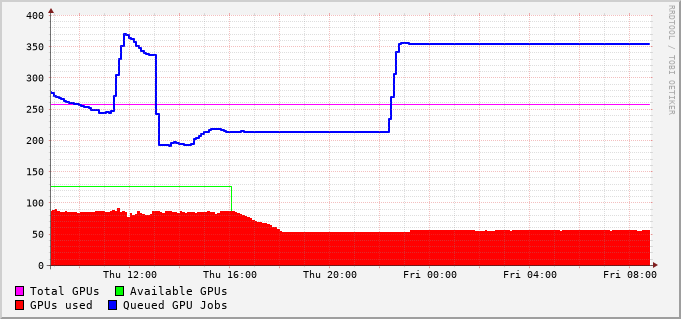 RRDTOOL / TOBI OETIKER
400
350
300
250
200
150
100
50
0
Thu 12:00 Thu 16:00 Thu 20:00 Fri 00:00 Fri 04:00 Fri 08:00
Total GPUs Available GPUs
GPUs used Queued GPU Jobs